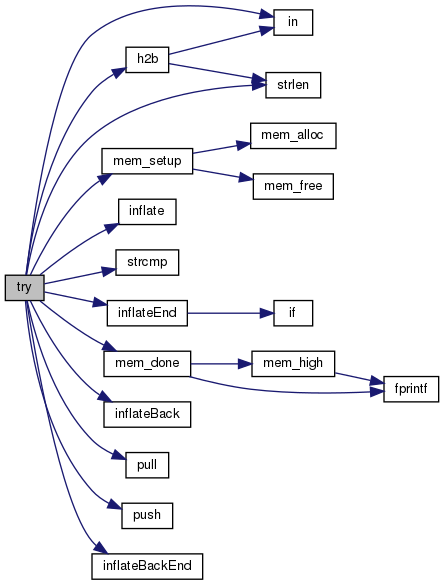 in
h2b
strlen
mem_alloc
mem_setup
mem_free
inflate
strcmp
try
inflateEnd
if
mem_done
mem_high
fprintf
inflateBack
pull
push
inflateBackEnd